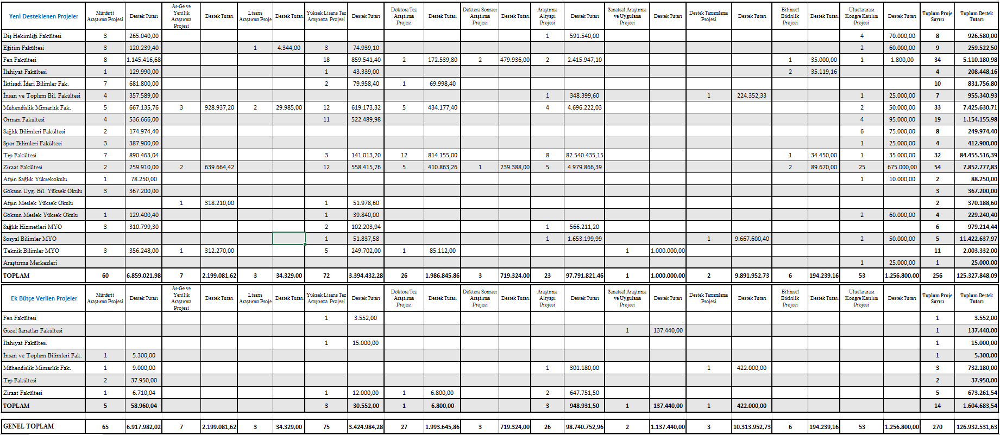 Yeni Desteklenen Projeler Münferit Araştırma Projesi Destek Tutarı Ar-Ge ve Yenilik Araştırma Projesi Destek Tutarı Lisans Araştırma Proje Destek Tutarı Yüksek Lisans Tez Araştırma Projesi Destek Tutarı Doktora Tez Araştırma Projesi Destek Tutarı Doktora Sonrası Araştırma Projesi Destek Tutarı Araştırma Altyapı Projesi Destek Tutarı Sanatsal Araştırma ve Uygulama Projesi Destek Tutarı Destek Tamamlama Projesi Destek Tutarı Bilimsel Etkinlik Projesi Destek Tutarı Uluslararası Kongre Katılım Projesi Destek Tutarı Toplam Proje Sayısı Toplam Destek Tutarı
Diş Hekimliği Fakültesi 3 265.040,00 1 591.540,00 4 70.000,00 8 926.580,00
Eğitim Fakültesi 3 120.239,40 1 4.344,00 3 74.939,10 2 60.000,00 9 259.522,50
Fen Fakültesi 8 1.145.416,68 18 859.541,40 2 172.539,80 2 479.936,00 2 2.415.947,10 1 35.000,00 1 1.800,00 34 5.110.180,98
İlahiyat Fakültesi 1 129.990,00 1 43.339,00 2 35.119,16 4 208.448,16
İktisadi İdari Bilimler Fak. 7 681.800,00 2 79.958,40 1 69.998,40 10 831.756,80
İnsan ve Toplum Bil. Fakültesi 4 357.589,00 1 348.399,60 1 224.352,33 1 25.000,00 7 955.340,93
Mühendislik Mimarlık Fak. 5 667.135,76 3 928.937,20 2 29.985,00 12 619.173,32 5 434.177,40 4 4.696.222,03 2 50.000,00 33 7.425.630,71
Orman Fakültesi 4 536.666,00 11 522.489,98 4 95.000,00 19 1.154.155,98
Sağlık Bilimleri Fakültesi 2 174.974,40 6 75.000,00 8 249.974,40
Spor Bilimleri Fakültesi 3 387.900,00 1 25.000,00 4 412.900,00
Tıp Fakültesi 7 890.463,04 3 141.013,20 12 814.155,00 8 82.540.435,15 1 34.450,00 1 35.000,00 32 84.455.516,39
Ziraat Fakültesi 2 259.910,00 2 639.664,42 12 558.415,76 5 410.863,26 1 239.388,00 5 4.979.866,39 2 89.670,00 25 675.000,00 54 7.852.777,83
Afşin Sağlık Yüksekokulu 1 78.250,00 1 10.000,00 2 88.250,00
Göksun Uyg. Bil. Yüksek Okulu 3 367.200,00 3 367.200,00
Afşin Meslek Yüksek Okulu 1 318.210,00 1 51.978,60 2 370.188,60
Göksun Meslek Yüksek Okulu 1 129.400,40 1 39.840,00 2 60.000,00 4 229.240,40
Sağlık Hizmetleri MYO 3 310.799,30 2 102.203,94 1 566.211,20 6 979.214,44
Sosyal Bilimler MYO 1 51.837,58 1 1.653.199,99 1 9.667.600,40 2 50.000,00 5 11.422.637,97
Teknik Bilimler MYO 3 356.248,00 1 312.270,00 5 249.702,00 1 85.112,00 1 1.000.000,00 11 2.003.332,00
Araştırma Merkezleri 1 25.000,00 1 25.000,00
TOPLAM 60 6.859.021,98 7 2.199.081,62 3 34.329,00 72 3.394.432,28 26 1.986.845,86 3 719.324,00 23 97.791.821,46 1 1.000.000,00 2 9.891.952,73 6 194.239,16 53 1.256.800,00 256 125.327.848,09
Ek Bütçe Verilen Projeler Münferit Araştırma Projesi Destek Tutarı Ar-Ge ve Yenilik Araştırma Projesi Destek Tutarı Lisans Araştırma Proje Destek Tutarı Yüksek Lisans Tez Araştırma Projesi Destek Tutarı Doktora Tez Araştırma Projesi Destek Tutarı Doktora Sonrası Araştırma Projesi Destek Tutarı Araştırma Altyapı Projesi Destek Tutarı Sanatsal Araştırma ve Uygulama Projesi Destek Tutarı Destek Tamamlama Projesi Destek Tutarı Bilimsel Etkinlik Projesi Destek Tutarı Uluslararası Kongre Katılım Projesi Destek Tutarı Toplam Proje Sayısı Toplam Destek Tutarı
Fen Fakültesi 1 3.552,00 1 3.552,00
Güzel Sanatlar Fakültesi 1 137.440,00 1 137.440,00
İlahiyat Fakültesi 1 15.000,00 1 15.000,00
İnsan ve Toplum Bilimleri Fak. 1 5.300,00 1 5.300,00
Mühendislik Mimarlık Fak. 1 9.000,00 1 301.180,00 1 422.000,00 3 732.180,00
Tıp Fakültesi 2 37.950,00 2 37.950,00
Ziraat Fakültesi 1 6.710,04 1 12.000,00 1 6.800,00 2 647.751,50 5 673.261,54
TOPLAM 5 58.960,04 3 30.552,00 1 6.800,00 3 948.931,50 1 137.440,00 1 422.000,00 14 1.604.683,54
GENEL TOPLAM 65 6.917.982,02 7 2.199.081,62 3 34.329,00 75 3.424.984,28 27 1.993.645,86 3 719.324,00 26 98.740.752,96 2 1.137.440,00 3 10.313.952,73 6 194.239,16 53 1.256.800,00 270 126.932.531,63